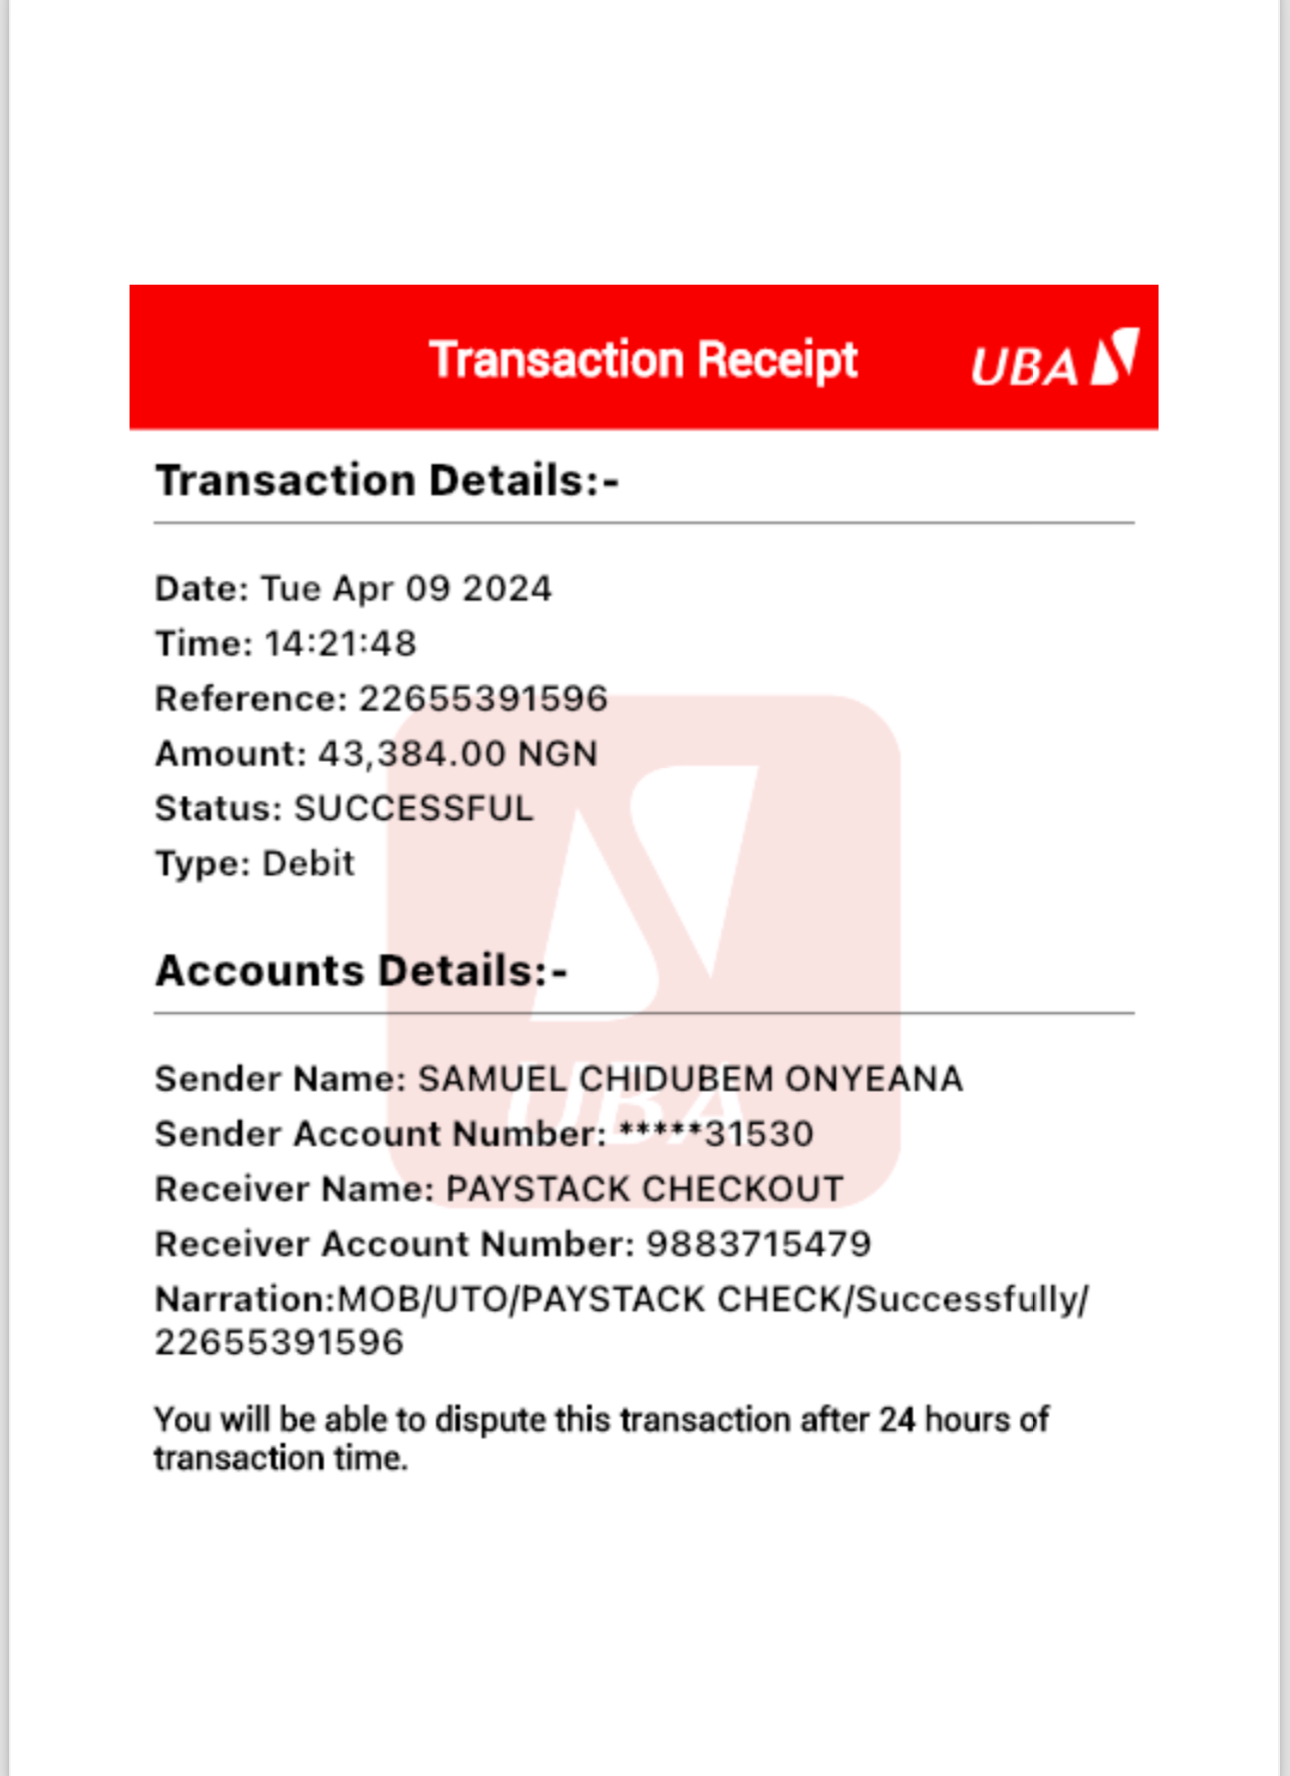 Transaction Receipt UBA
Transaction Details:-
Date: Tue Apr 09 2024
Time: 14:21:48
Reference: 22655391596
Amount: 43,384.00 NGN
Status: SUCCESSFUL
Type: Debit
Accounts Details:-
Sender Name: SAMUEL CHIDUBEM ONYEANA
UBA
Sender Account Number: *****31530
Receiver Name: PAYSTACK CHECKOUT
Receiver Account Number: 9883715479
Narration:MOB/UTO/PAYSTACK CHECK/Successfully/
22655391596
You will be able to dispute this transaction after 24 hours of
transaction time.